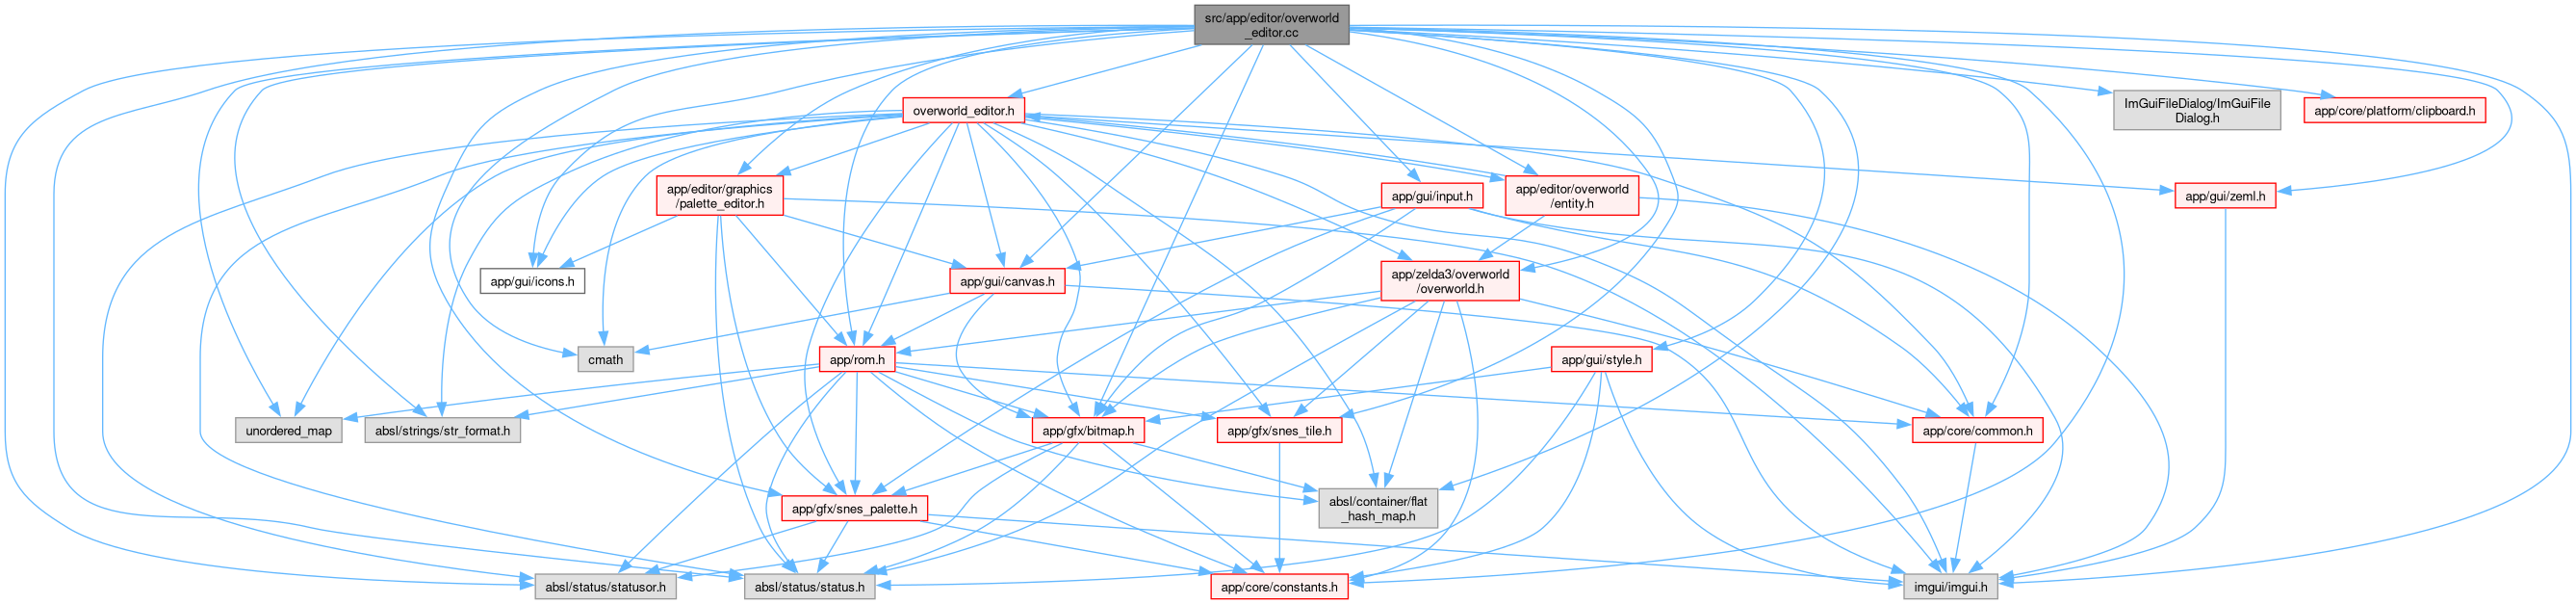 src/app/editor/overworld
_editor.cc
ImGuiFileDialog/ImGuiFile
Dialog.h
app/core/platform/clipboard.h
overworld_editor.h
app/editor/graphics
/palette_editor.h
app/gui/input.h
app/editor/overworld
/entity.h
app/gui/zeml.h
app/gui/icons.h
app/gui/canvas.h
app/zelda3/overworld
/overworld.h
cmath
app/rom.h
app/gui/style.h
unordered_map
absl/strings/str_format.h
app/gfx/bitmap.h
app/gfx/snes_tile.h
app/core/common.h
app/gfx/snes_palette.h
absl/container/flat
_hash_map.h
absl/status/statusor.h
absl/status/status.h
app/core/constants.h
imgui/imgui.h